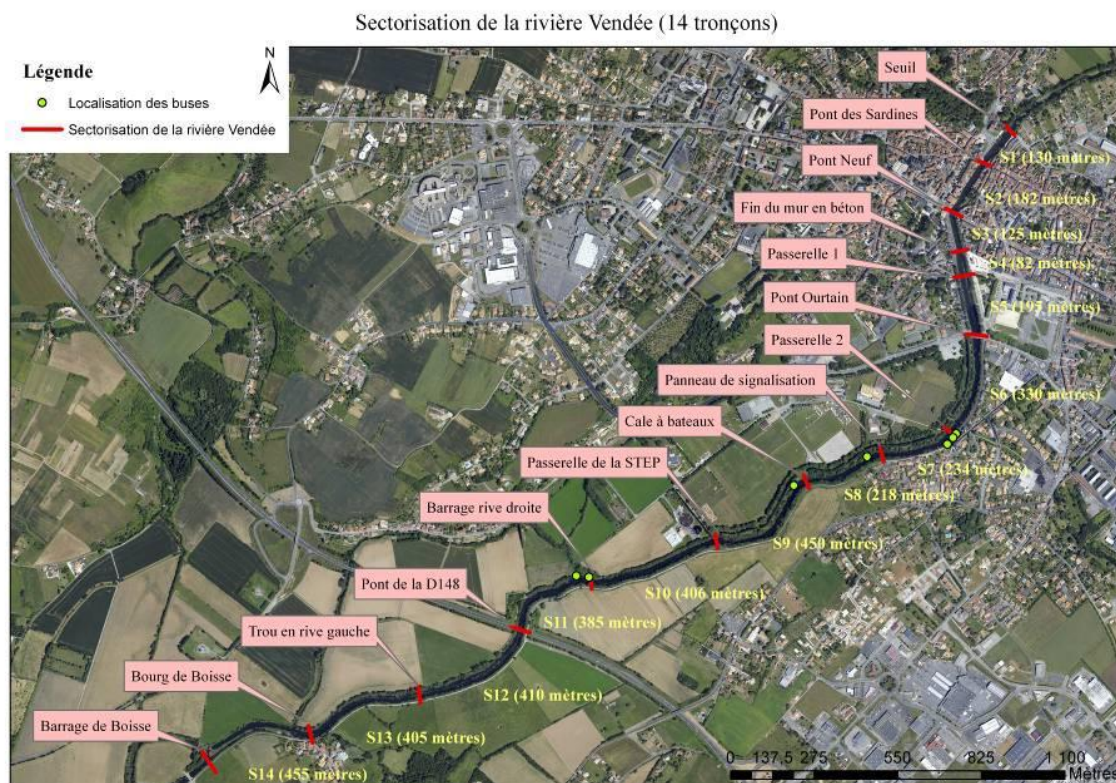 Sectorisation de la rivière Vendée (14 tronçons)
Légende
Localisation des buses
Sectorisation de la rivière Vendée
N
Seuil
Pont des Sardines
S1 (130 mètres)
Pont Neuf
S2 (182 mètres)
Fin du mur en béton
S3 (125 mètres)
Passerelle 1
S4 (82 mètres)
Pont Ourtain
S5 (195 mètres)
Passerelle 2
Panneau de signalisation
S6 (330 mètres)
Cale à bateaux
Passerelle de la STEP
S7 (234 mètres)
S8 (218 mètres)
Barrage rive droite
S9 (450 mètres)
Pont de la D148
S10 (406 mètres)
S11 (385 mètres)
Trou en rive gauche
Bourg de Boisse
S12 (410 mètres)
Barrage de Boisse
S13 (405 mètres)
S14 (455 mètres)
0 137,5 275 550 825 1 100
Mètres